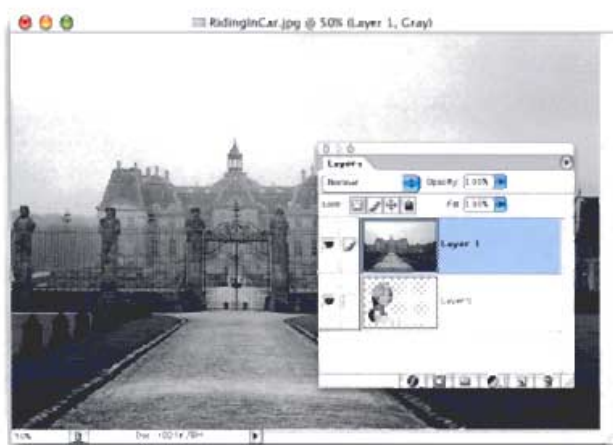 RidingInCar.jpg @ 50% (Layer 1, Gray)
Layers
Normal
Opacity: 100%
Lock:
Fill: 100%
Layer 1
50%